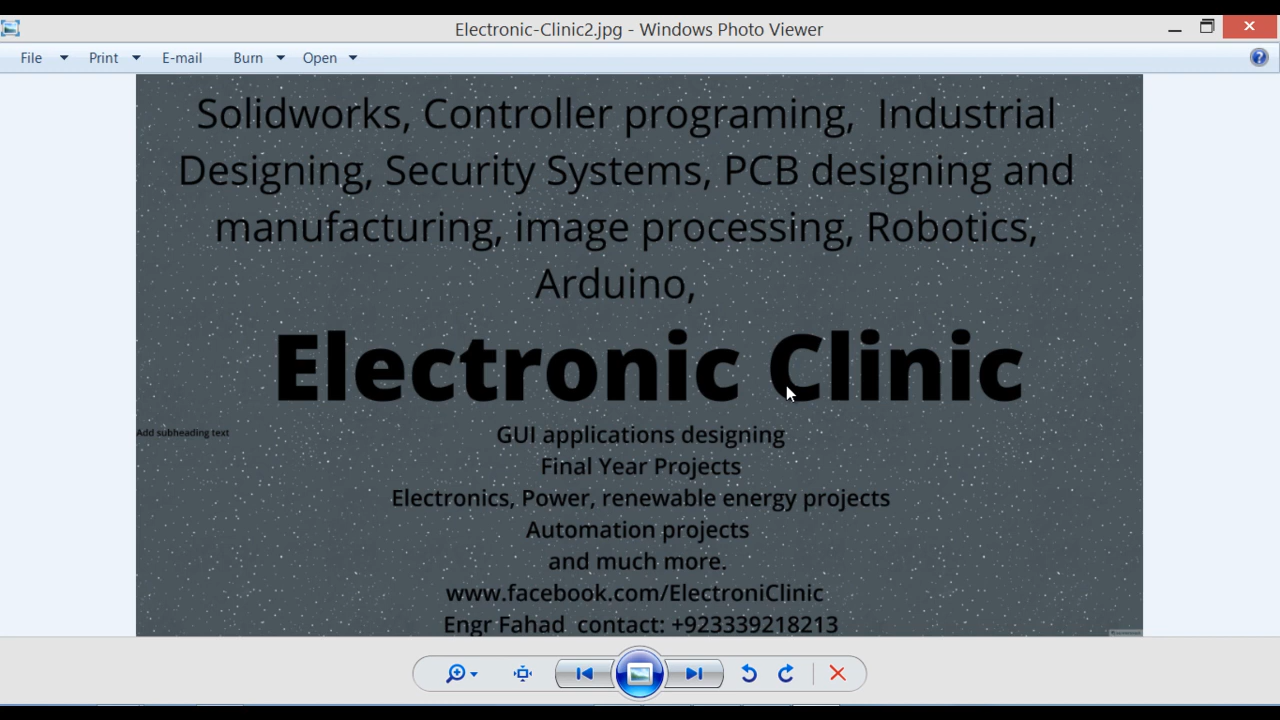 Electronic-Clinic2.jpg - Windows Photo Viewer
File Print E-mail Burn Open
Solidworks, Controller programing, Industrial
Designing, Security Systems, PCB designing and
manufacturing, image processing, Robotics,
Arduino,
Electronic Clinic
Add subheading text
GUI applications designing
Final Year Projects
Electronics, Power, renewable energy projects
Automation projects
and much more.
www.facebook.com/ElectroniClinic
Engr Fahad contact: +923339218213